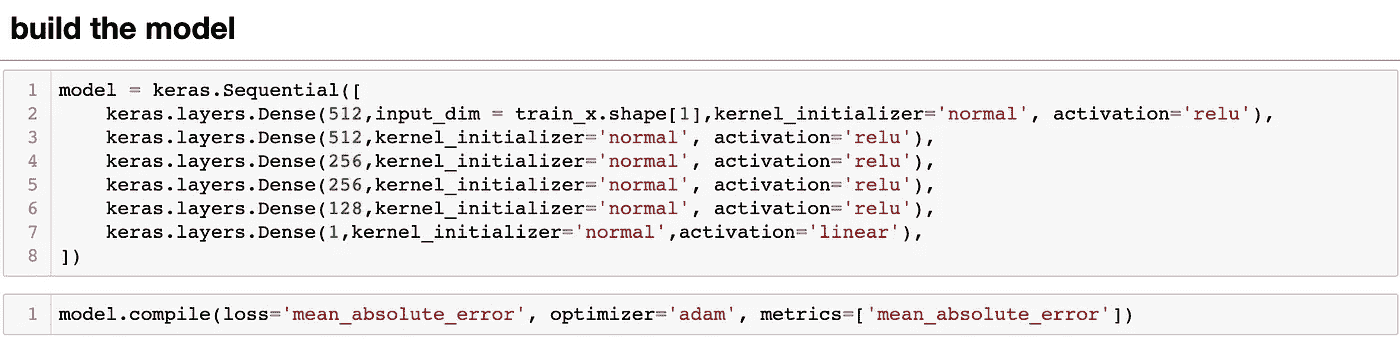 build the model
1 model = keras.Sequential([
2     keras.layers.Dense(512,input_dim = train_x.shape[1],kernel_initializer='normal', activation='relu'),
3     keras.layers.Dense(512,kernel_initializer='normal', activation='relu'),
4     keras.layers.Dense(256,kernel_initializer='normal', activation='relu'),
5     keras.layers.Dense(256,kernel_initializer='normal', activation='relu'),
6     keras.layers.Dense(128,kernel_initializer='normal', activation='relu'),
7     keras.layers.Dense(1,kernel_initializer='normal',activation='linear'),
8 ])
1 model.compile(loss='mean_absolute_error', optimizer='adam', metrics=['mean_absolute_error'])